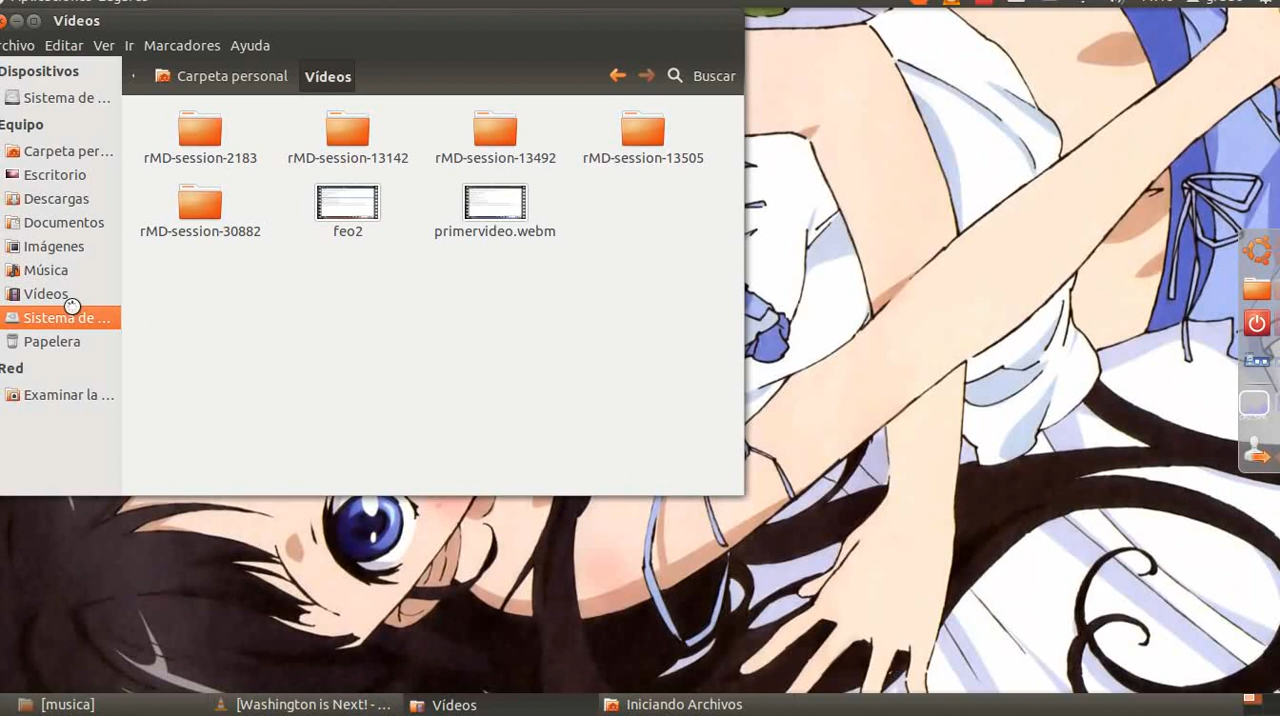 Vídeos
rchivo Editar Ver Ir Marcadores Ayuda
Dispositivos
Sistema de ...
Equipo
Carpeta per...
Escritorio
Descargas
Documentos
Imágenes
Música
Vídeos
Sistema de ...
Papelera
Red
Examinar la ...
Carpeta personal Vídeos Buscar
rMD-session-2183 rMD-session-13142 rMD-session-13492 rMD-session-13505
rMD-session-30882 feo2 primervideo.webm
[musica] [Washington is Next! - ... Vídeos Iniciando Archivos